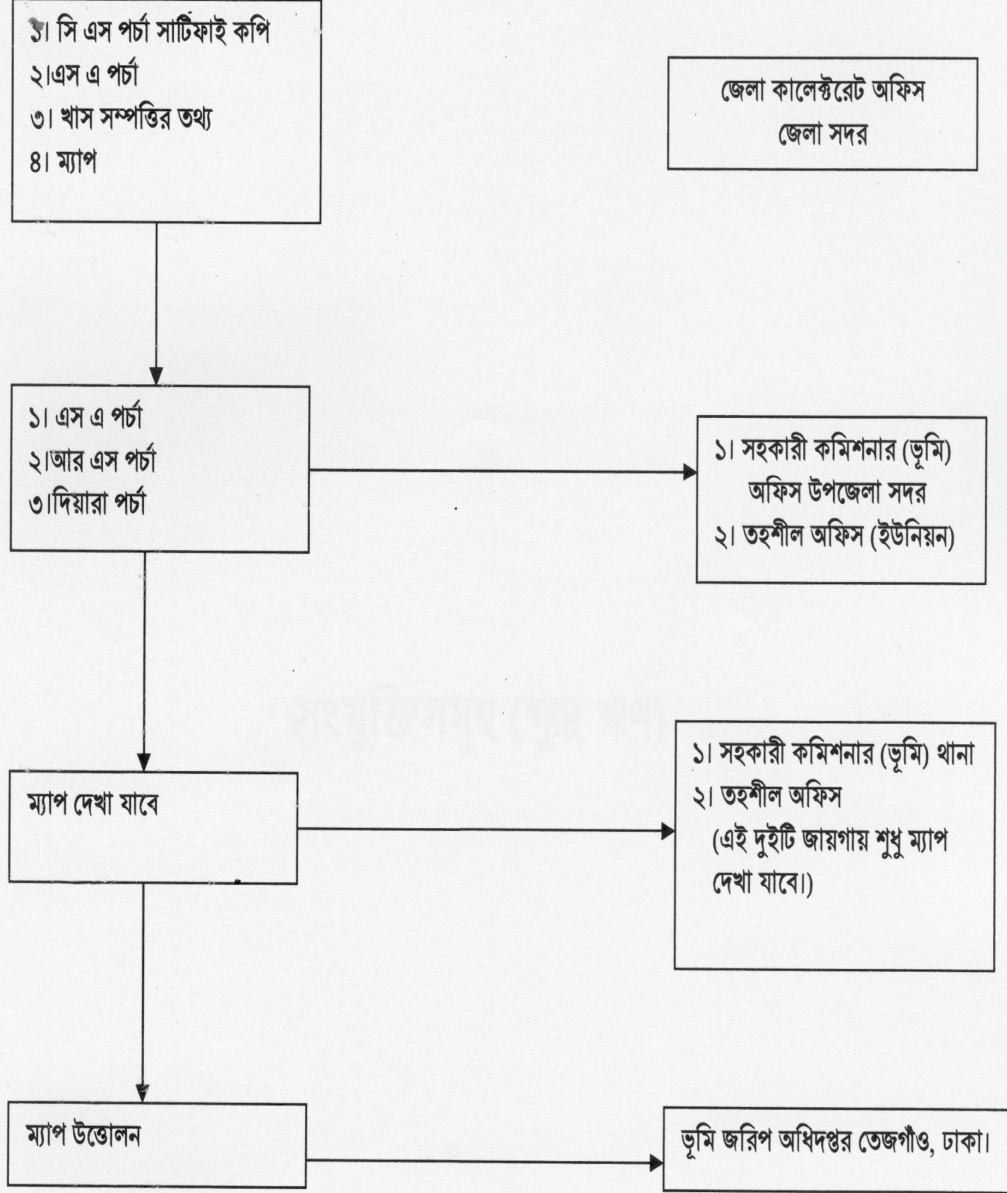 ১। সি এস পর্চা সার্টিফাই কপি
২।এস এ পর্চা
৩। খাস সম্পত্তির তথ্য
৪। ম্যাপ
জেলা কালেক্টরেট অফিস
জেলা সদর
১। এস এ পর্চা
২।আর এস পর্চা
৩।দিয়ারা পর্চা
১। সহকারী কমিশনার (ভূমি)
অফিস উপজেলা সদর
২। তহশীল অফিস (ইউনিয়ন)
ম্যাপ দেখা যাবে
১। সহকারী কমিশনার (ভূমি) থানা
২। তহশীল অফিস
(এই দুইটি জায়গায় শুধু ম্যাপ
দেখা যাবে।)
ম্যাপ উত্তোলন
ভূমি জরিপ অধিদপ্তর তেজগাঁও, ঢাকা।